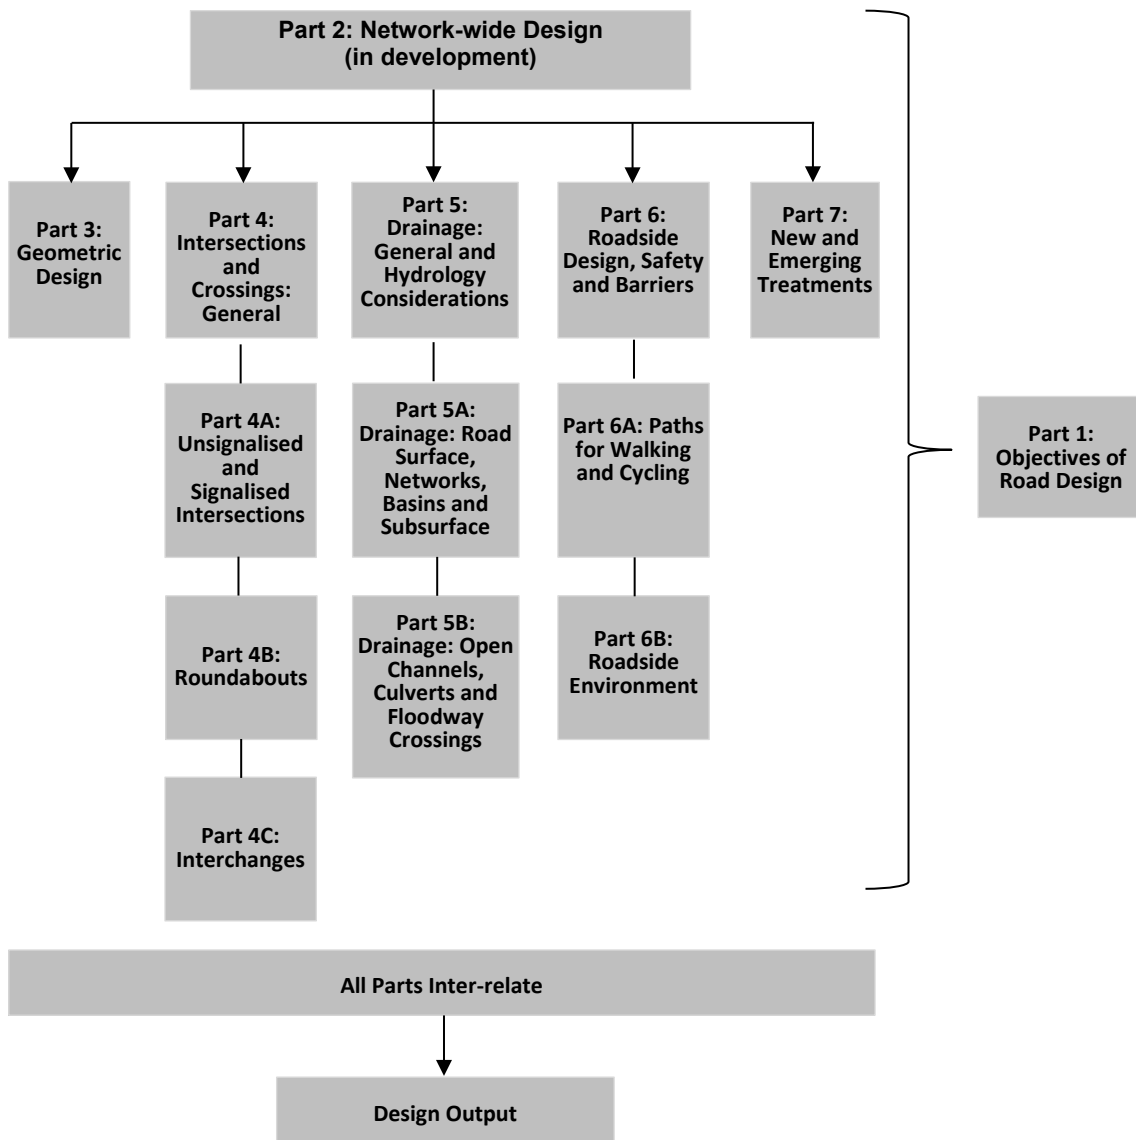 Part 2: Network-wide Design
(in development)
Part 3:
Geometric
Design
Part 4:
Intersections
and
Crossings:
General
Part 5:
Drainage:
General and
Hydrology
Considerations
Part 6:
Roadside
Design, Safety
and Barriers
Part 7:
New and
Emerging
Treatments
Part 4A:
Unsignalised
and
Signalised
Intersections
Part 5A:
Drainage: Road
Surface,
Networks,
Basins and
Subsurface
Part 6A: Paths
for Walking
and Cycling
Part 1:
Objectives of
Road Design
Part 4B:
Roundabouts
Part 5B:
Drainage: Open
Channels,
Culverts and
Floodway
Crossings
Part 6B:
Roadside
Environment
Part 4C:
Interchanges
All Parts Inter-relate
Design Output